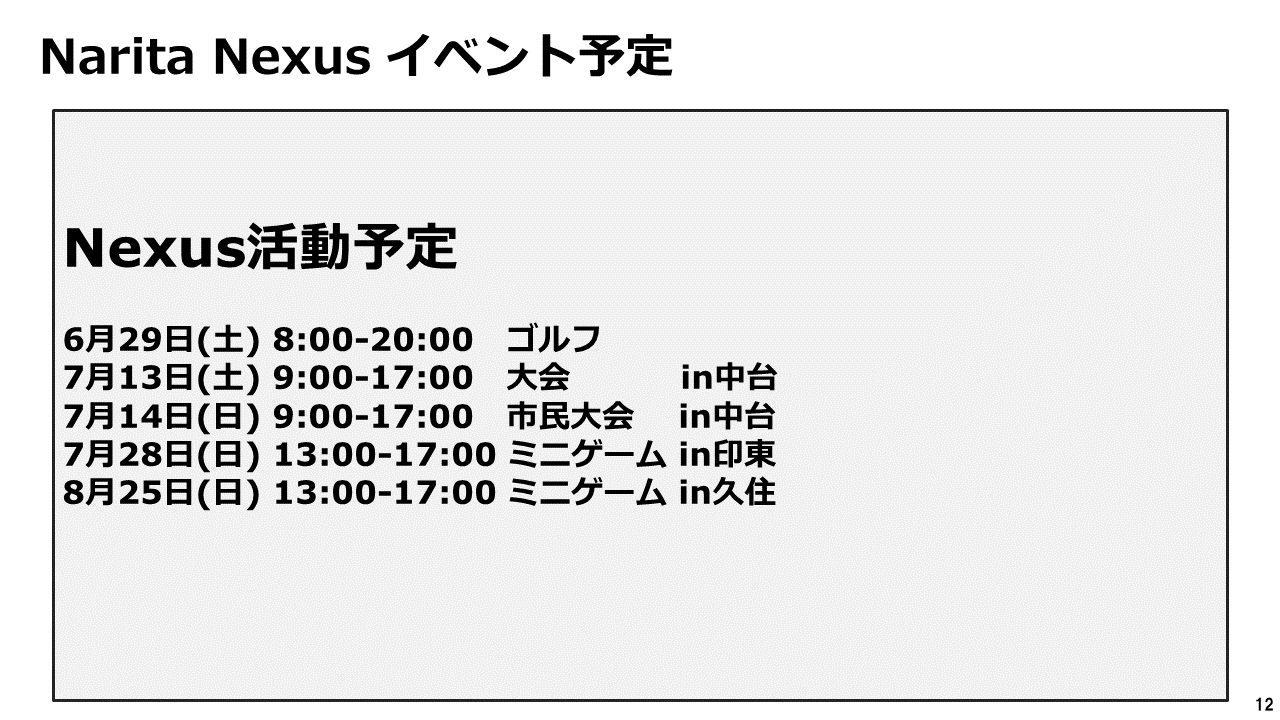 Narita Nexus イベント予定
Nexus活動予定
6月29日(土) 8:00-20:00　ゴルフ
7月13日(土) 9:00-17:00　大会　　　in中台
7月14日(日) 9:00-17:00　市民大会　in中台
7月28日(日) 13:00-17:00 ミニゲーム in印東
8月25日(日) 13:00-17:00 ミニゲーム in久住
12